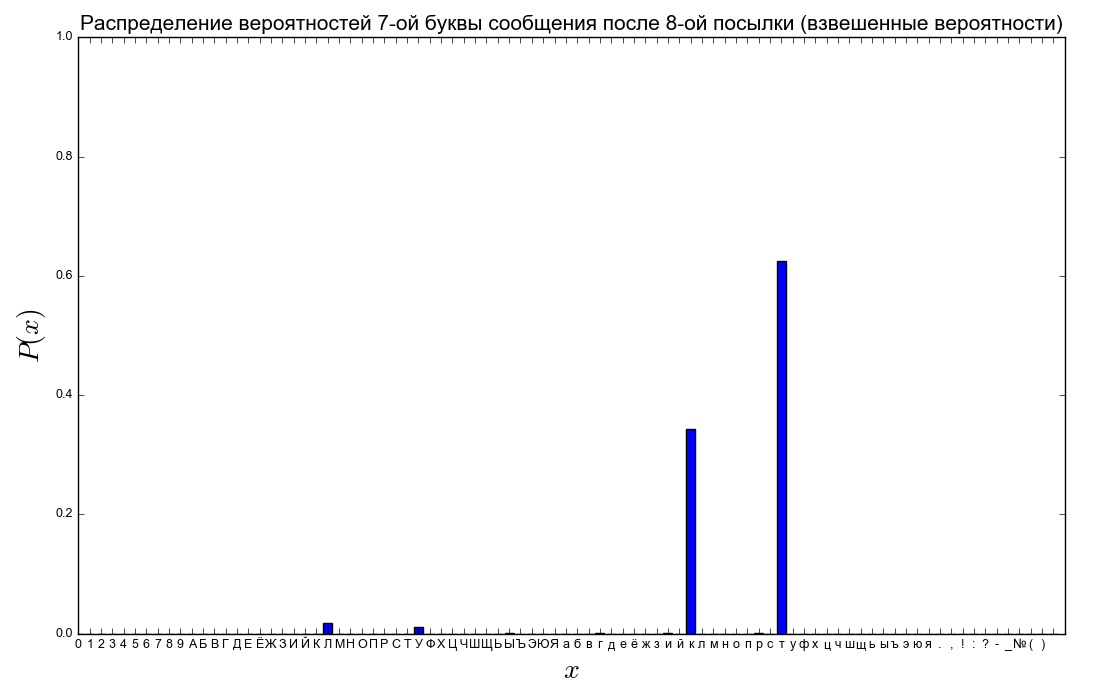 Распределение вероятностей 7-ой буквы сообщения после 8-ой посылки (взвешенные вероятности)
1.0
0.8
0.6
0.4
0.2
0.0
P(x)
0 1 2 3 4 5 6 7 8 9 А Б В Г Д Е Ё Ж З И Й К Л М Н О П Р С Т У Ф Х Ц Ч Ш Щ Ь Ы Ъ Э Ю Я а б в г д е ё ж з и й к л м н о п р с т у ф х ц ч ш щ ь ы ъ э ю я . , ! : ? - _ № ( )
x